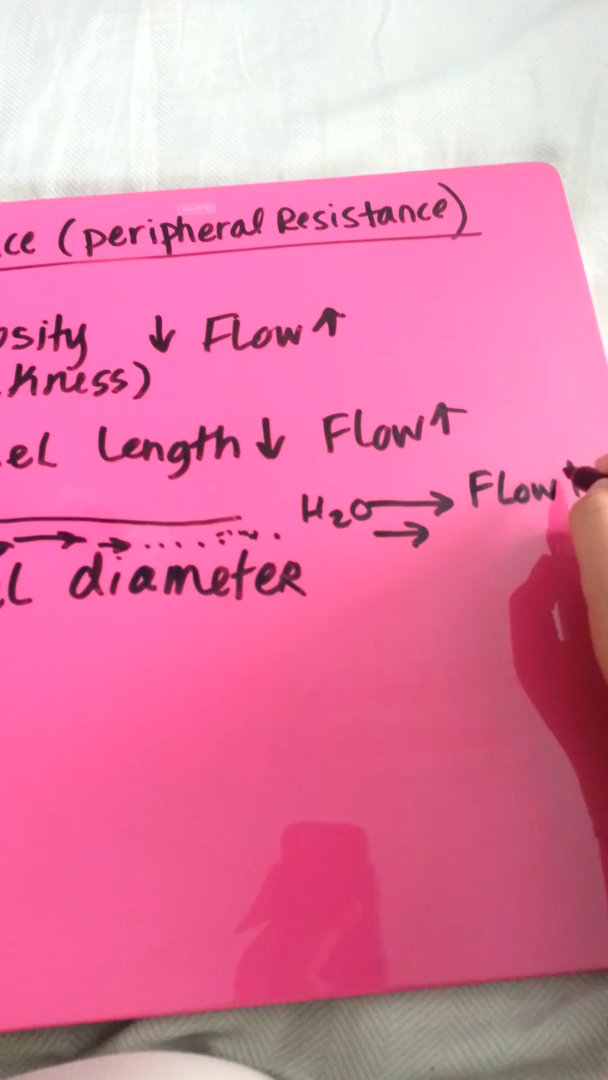 ce (peripheral Resistance)
osity ↓ Flow ↑
kness)
el Length ↓ Flow ↑
H₂O → Flow
→
→ → .........
L diameter